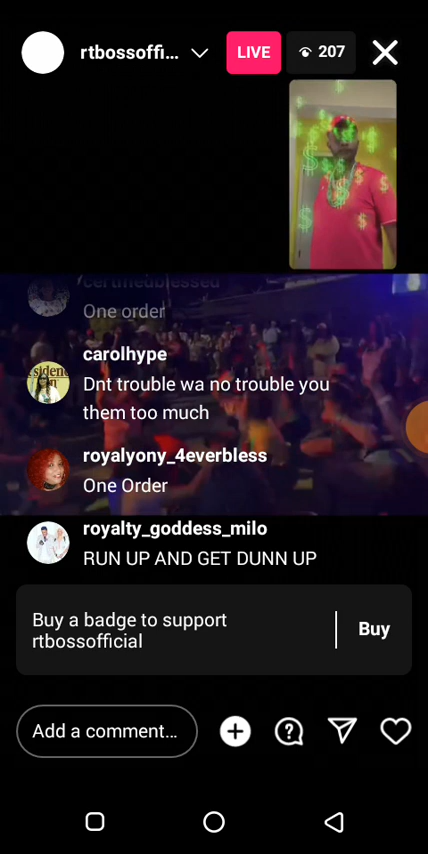 rtbossoffi...
LIVE
207
certifiedblessed
One order
carolhype
Dnt trouble wa no trouble you
them too much
royalyony_4everbless
One Order
royalty_goddess_milo
RUN UP AND GET DUNN UP
Buy a badge to support
rtbossofficial
Buy
Add a comment...